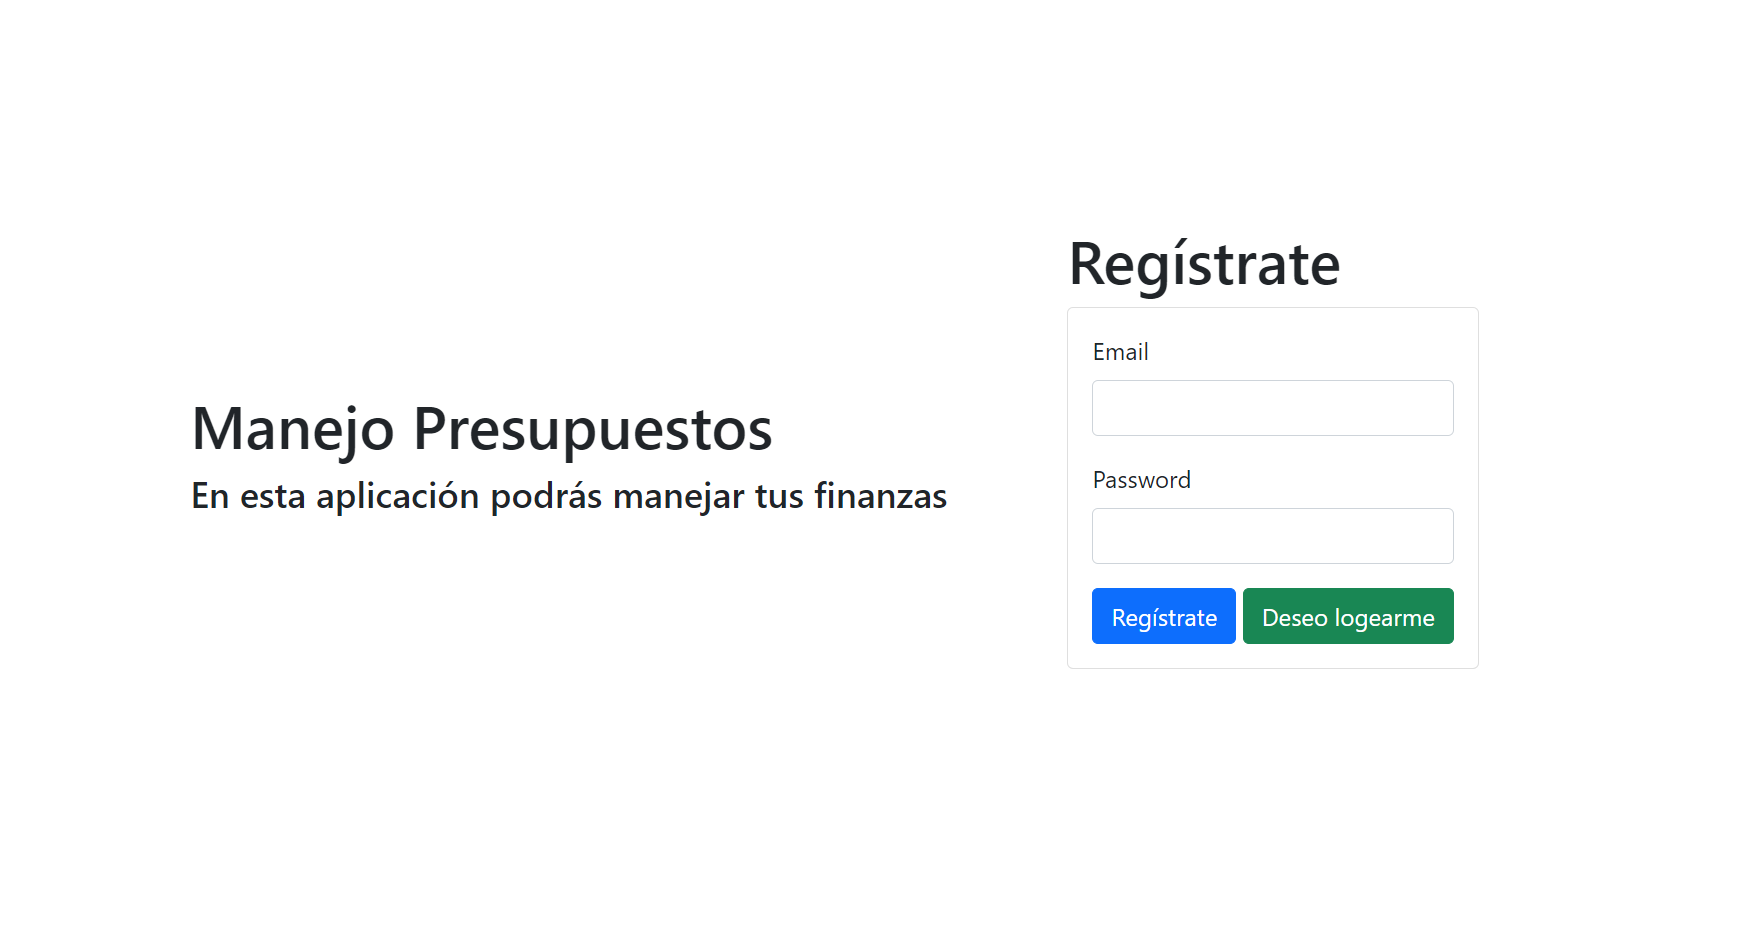 Manejo Presupuestos
En esta aplicación podrás manejar tus finanzas
Regístrate
Email
Password
Regístrate
Deseo logearme